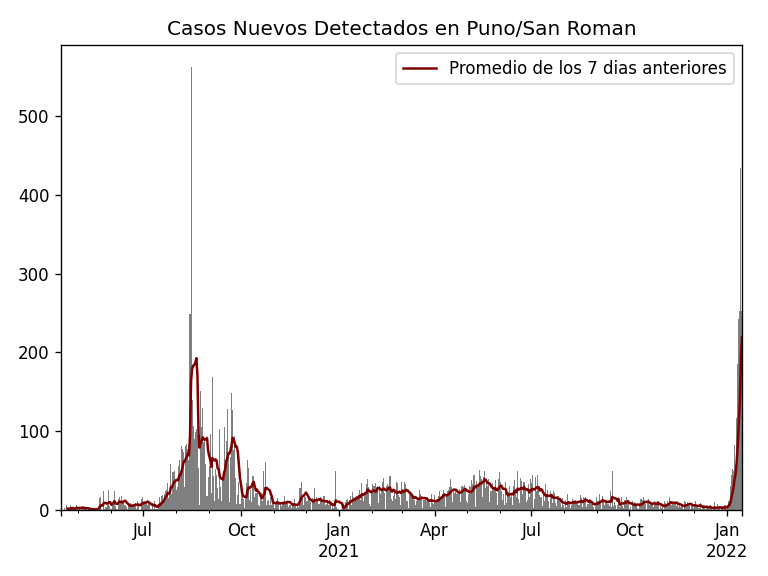 Casos Nuevos Detectados en Puno/San Roman
Promedio de los 7 dias anteriores
500
400
300
200
100
0
Jul
Oct
Jan
2021
Apr
Jul
Oct
Jan
2022